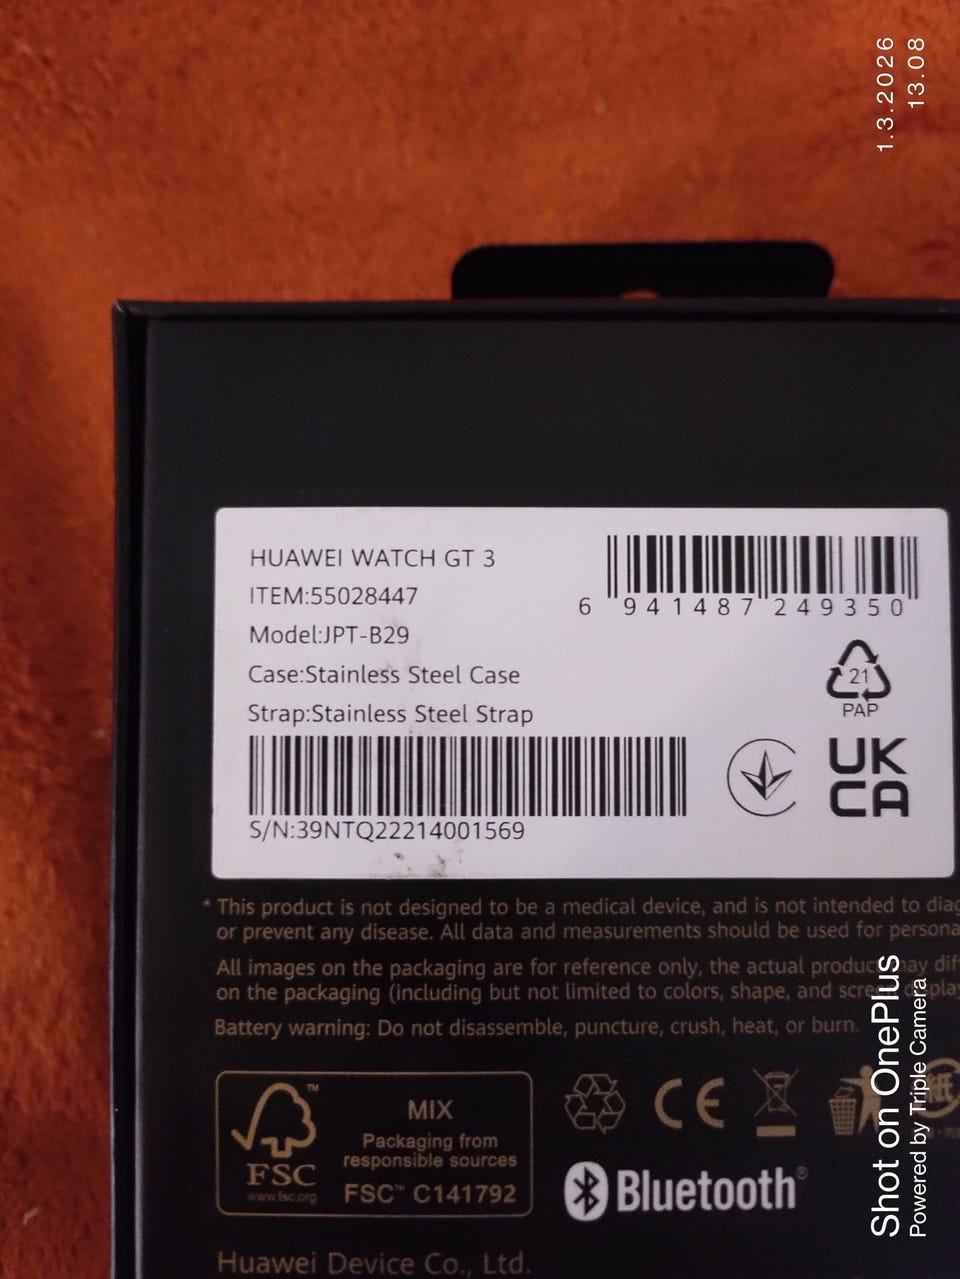 1.3.2026
13.08
HUAWEI WATCH GT 3
ITEM:55028447
Model:JPT-B29
Case:Stainless Steel Case
Strap:Stainless Steel Strap
6 941487 249350
21
PAP
UK
CA
S/N:39NTQ22214001569
* This product is not designed to be a medical device, and is not intended to diag
or prevent any disease. All data and measurements should be used for persona
All images on the packaging are for reference only, the actual product may dif
on the packaging (including but not limited to colors, shape, and screen display
Battery warning: Do not disassemble, puncture, crush, heat, or burn.
FSC
www.fsc.org
MIX
Packaging from
responsible sources
FSC™ C141792
CE
紙
Bluetooth®
Huawei Device Co., Ltd.
Shot on OnePlus
Powered by Triple Camera